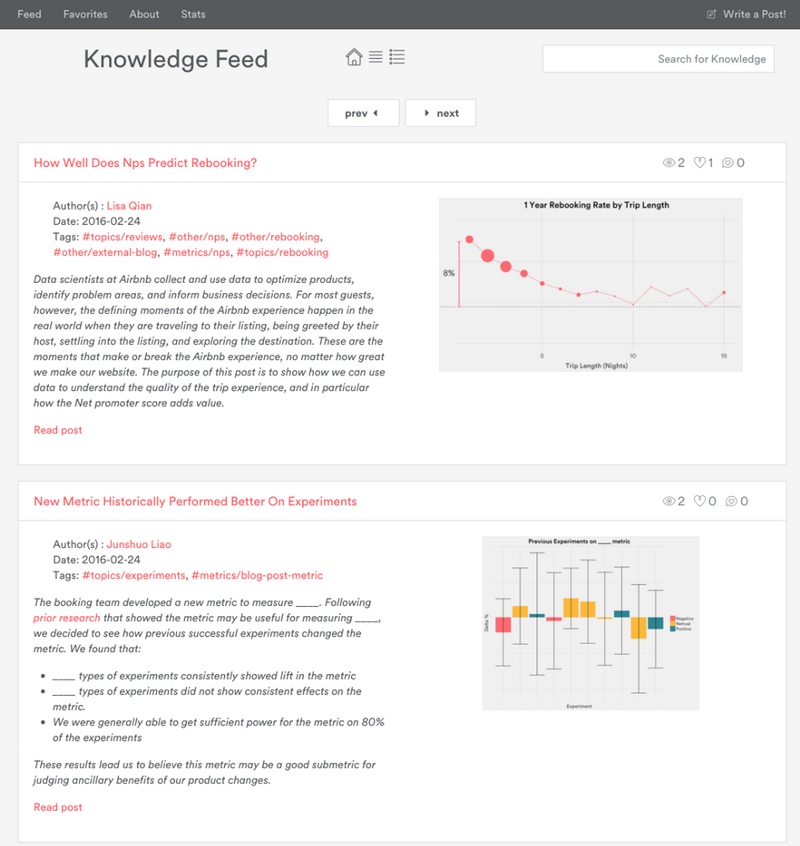 Feed Favorites About Stats Write a Post!
Knowledge Feed
Search for Knowledge
prev next
How Well Does Nps Predict Rebooking?
2 1 0
Author(s) : Lisa Qian
Date: 2016-02-24
Tags: #topics/reviews, #other/nps, #other/rebooking,
#other/external-blog, #metrics/nps, #topics/rebooking
Data scientists at Airbnb collect and use data to optimize products,
identify problem areas, and inform business decisions. For most guests,
however, the defining moments of the Airbnb experience happen in the
real world when they are traveling to their listing, being greeted by their
host, settling into the listing, and exploring the destination. These are the
moments that make or break the Airbnb experience, no matter how great
we make our website. The purpose of this post is to show how we can use
data to understand the quality of the trip experience, and in particular
how the Net promoter score adds value.
Read post
1 Year Rebooking Rate by Trip Length
8%
5 10 15
Trip Length (Nights)
New Metric Historically Performed Better On Experiments
2 0 0
Author(s) : Junshuo Liao
Date: 2016-02-24
Tags: #topics/experiments, #metrics/blog-post-metric
The booking team developed a new metric to measure ____. Following
prior research that showed the metric may be useful for measuring ____,
we decided to see how previous successful experiments changed the
metric. We found that:
• ____ types of experiments consistently showed lift in the metric
• ____ types of experiments did not show consistent effects on the
metric.
• We were generally able to get sufficient power for the metric on 80%
of the experiments
These results lead us to believe this metric may be a good submetric for
judging ancillary benefits of our product changes.
Read post
Previous Experiments on ____ metric
Delta %
Negative
Netrual
Positive
Experiment